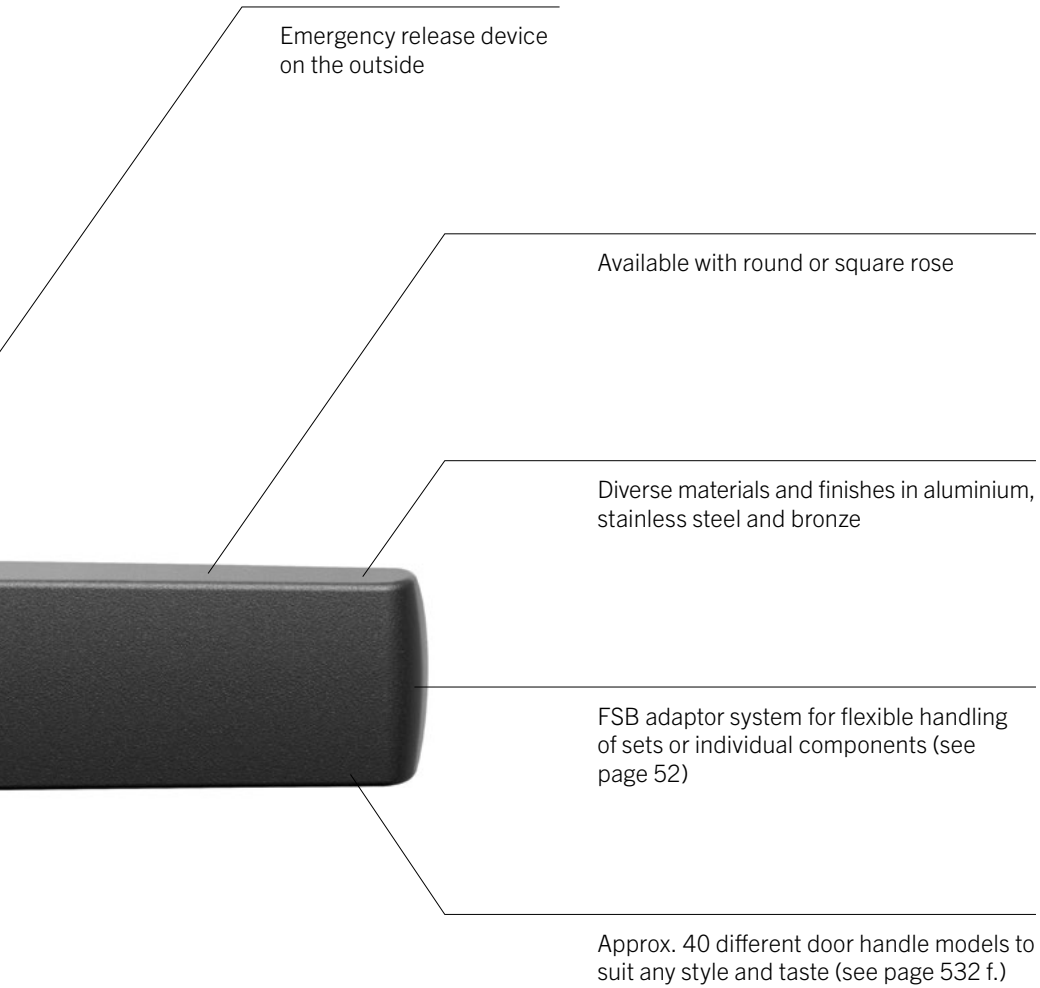 Emergency release device
on the outside
Available with round or square rose
Diverse materials and finishes in aluminium,
stainless steel and bronze
FSB adaptor system for flexible handling
of sets or individual components (see
page 52)
Approx. 40 different door handle models to
suit any style and taste (see page 532 f.)